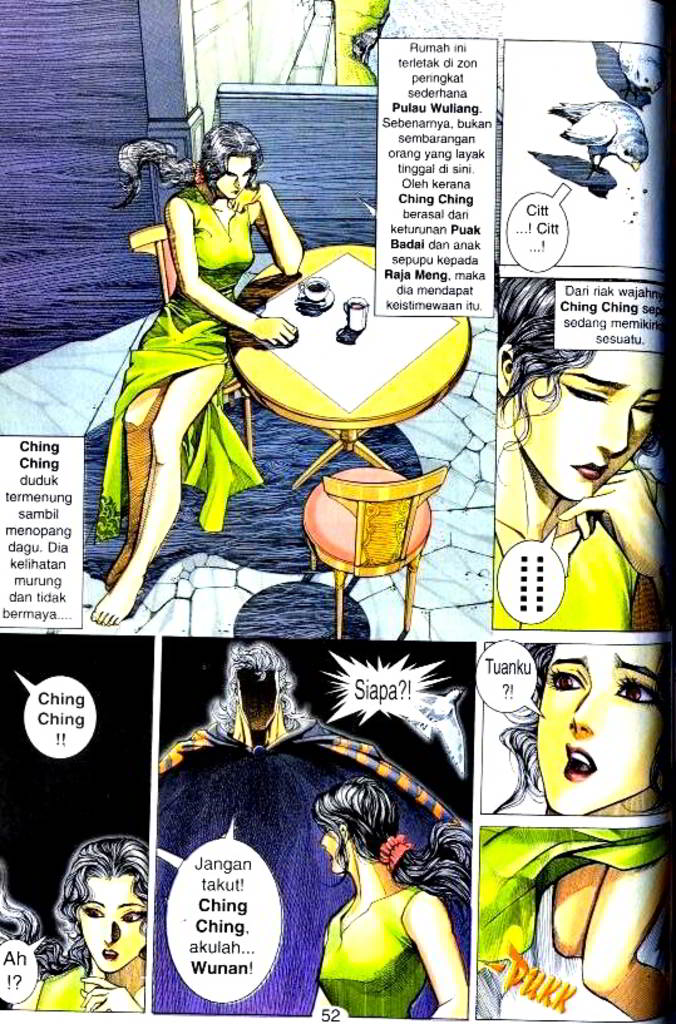 Rumah ini
terletak di zon
peringkat
sederhana
Pulau Wuliang.
Sebenarnya, bukan
sembarangan
orang yang layak
tinggal di sini.
Oleh kerana
Ching Ching
berasal dari
keturunan Puak
Badai dan anak
sepupu kepada
Raja Meng, maka
dia mendapat
keistimewaan itu.
Citt
...! Citt
...!
Dari riak wajahnya
Ching Ching
sedang
sesuatu.
Ching
Ching
duduk
termenung
sambil
menopang
dagu. Dia
kelihatan
murung
dan tidak
bermaya....
Ching
Ching
!!
Ah
!?
Siapa?!
Jangan
takut!
Ching
Ching,
akulah...
Wunan!
Tuanku
?!
PUKK
52